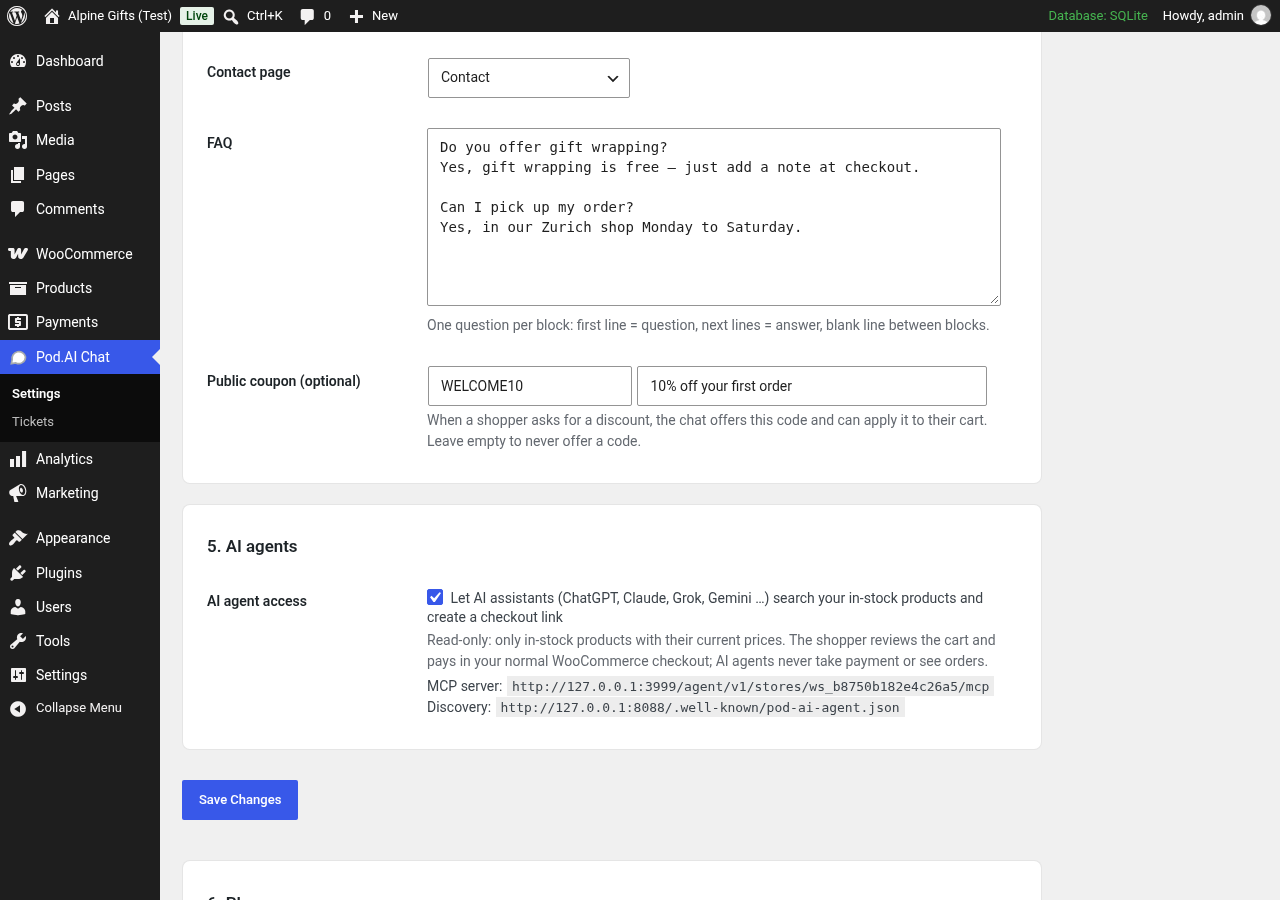 Alpine Gifts (Test) Live Ctrl+K 0 New Database: SQLite Howdy, admin
Dashboard
Posts
Media
Pages
Comments
WooCommerce
Products
Payments
Pod.AI Chat
Settings
Tickets
Analytics
Marketing
Appearance
Plugins
Users
Tools
Settings
Collapse Menu
Contact page
Contact
FAQ
Do you offer gift wrapping?
Yes, gift wrapping is free — just add a note at checkout.
Can I pick up my order?
Yes, in our Zurich shop Monday to Saturday.
One question per block: first line = question, next lines = answer, blank line between blocks.
Public coupon (optional)
WELCOME10 10% off your first order
When a shopper asks for a discount, the chat offers this code and can apply it to their cart.
Leave empty to never offer a code.
5. AI agents
AI agent access
Let AI assistants (ChatGPT, Claude, Grok, Gemini …) search your in-stock products and
create a checkout link
Read-only: only in-stock products with their current prices. The shopper reviews the cart and
pays in your normal WooCommerce checkout; AI agents never take payment or see orders.
MCP server: http://127.0.0.1:3999/agent/v1/stores/ws_b8750b182e4c26a5/mcp
Discovery: http://127.0.0.1:8088/.well-known/pod-ai-agent.json
Save Changes